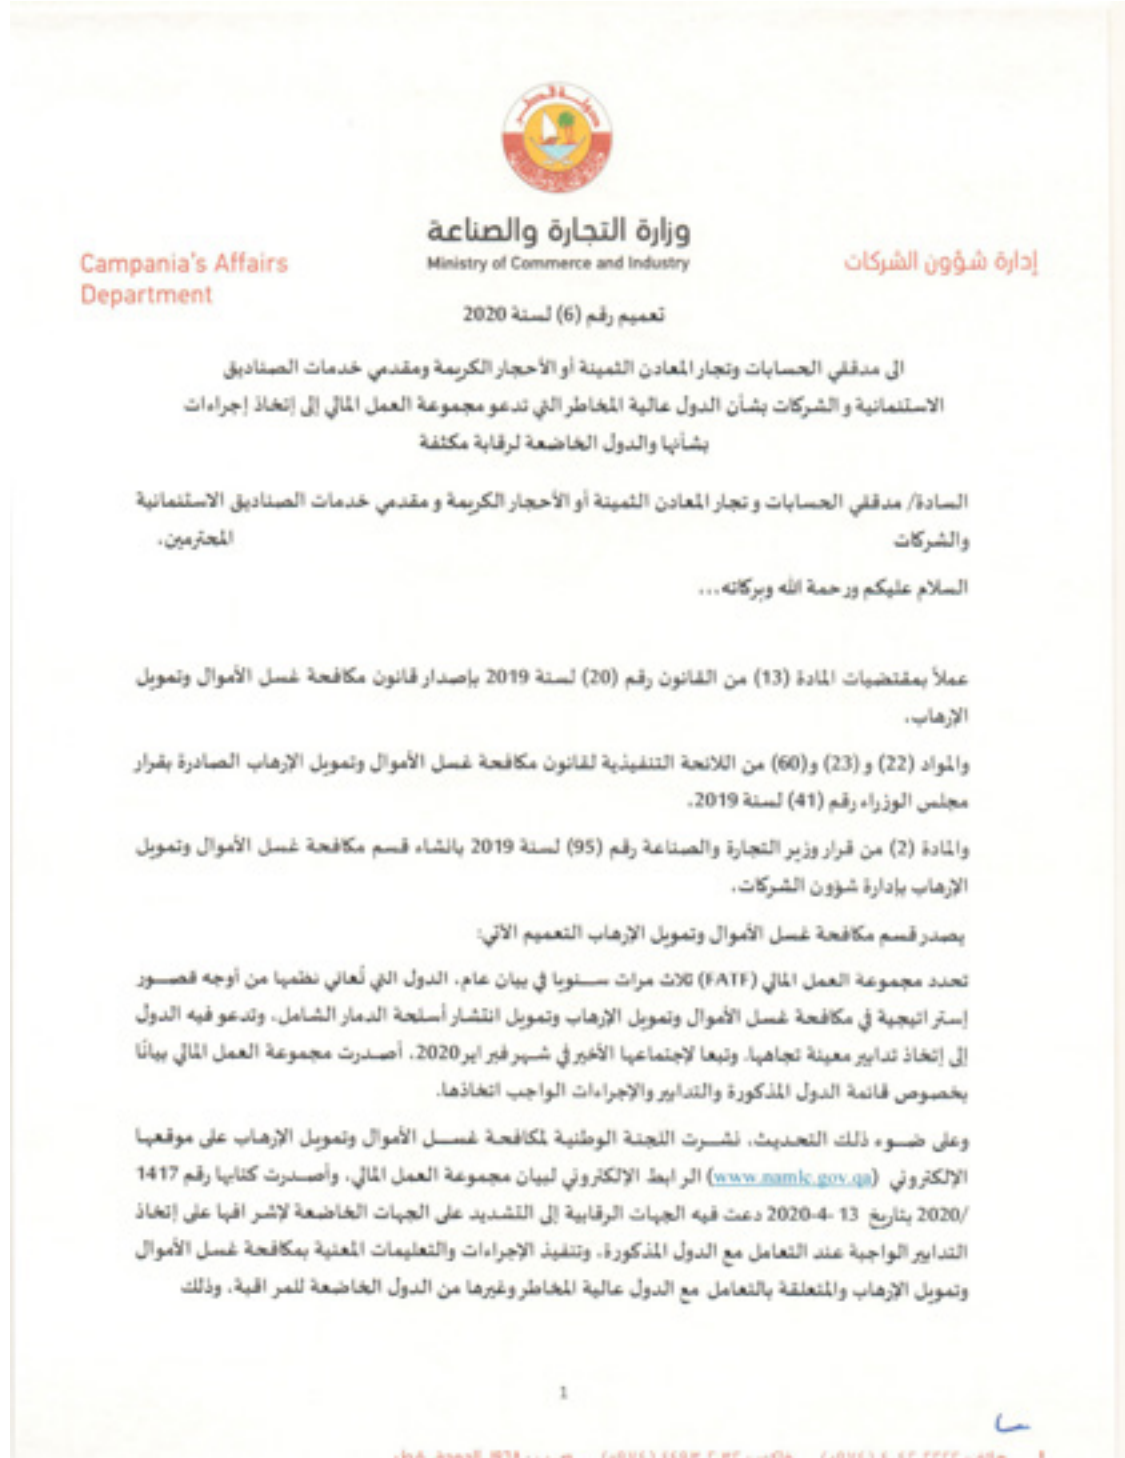 دولة قطر
وزارة التجارة والصناعة
Ministry of Commerce and Industry
Campania's Affairs
Department
إدارة شؤون الشركات
تعميم رقم (6) لسنة 2020
الى مدققي الحسابات وتجار المعادن الثمينة أو الأحجار الكريمة ومقدمي خدمات الصناديق
الاستئمانية و الشركات بشأن الدول عالية المخاطر التي تدعو مجموعة العمل المالي إلى إتخاذ إجراءات
بشأنها والدول الخاضعة لرقابة مكثفة
السادة/ مدققي الحسابات و تجار المعادن الثمينة أو الأحجار الكريمة و مقدمي خدمات الصناديق الاستئمانية
والشركات المحترمين،
السلام عليكم ورحمة الله وبركاته...
عملاً بمقتضيات المادة (13) من القانون رقم (20) لسنة 2019 بإصدار قانون مكافحة غسل الأموال وتمويل
الإرهاب،
والمواد (22) و (23) و(60) من اللائحة التنفيذية لقانون مكافحة غسل الأموال وتمويل الإرهاب الصادرة بقرار
مجلس الوزراء رقم (41) لسنة 2019،
والمادة (2) من قرار وزير التجارة والصناعة رقم (95) لسنة 2019 بانشاء قسم مكافحة غسل الأموال وتمويل
الإرهاب بإدارة شؤون الشركات،
يصدر قسم مكافحة غسل الأموال وتمويل الإرهاب التعميم الآتي:
تحدد مجموعة العمل المالي (FATF) ثلاث مرات سنويا في بيان عام، الدول التي تُعاني نظمها من أوجه قصور
إستراتيجية في مكافحة غسل الأموال وتمويل الإرهاب وتمويل انتشار أسلحة الدمار الشامل، وتدعو فيه الدول
إلى إتخاذ تدابير معينة تجاهها، وتبعا لإجتماعها الأخير في شهر فبراير 2020، أصدرت مجموعة العمل المالي بيانًا
بخصوص قائمة الدول المذكورة والتدابير والإجراءات الواجب اتخاذها.
وعلى ضوء ذلك التحديث، نشرت اللجنة الوطنية لمكافحة غسل الأموال وتمويل الإرهاب على موقعها
الإلكتروني (www.namlc.gov.qa) الرابط الإلكتروني لبيان مجموعة العمل المالي، وأصدرت كتابها رقم 1417
/2020 بتاريخ 13 -4-2020 دعت فيه الجهات الرقابية إلى التشديد على الجهات الخاضعة لإشرافها على إتخاذ
التدابير الواجبة عند التعامل مع الدول المذكورة، وتنفيذ الإجراءات والتعليمات المعنية بمكافحة غسل الأموال
وتمويل الإرهاب والمتعلقة بالتعامل مع الدول عالية المخاطر وغيرها من الدول الخاضعة للمراقبة، وذلك
1